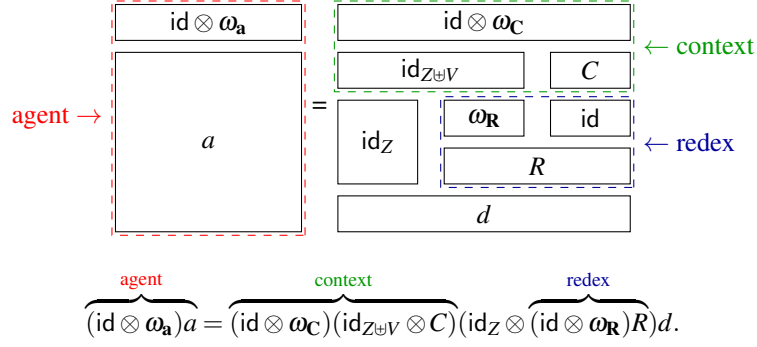 id ⊗ ω_a id ⊗ ω_C
id_{Z⊎V} C ← context
agent → a = id_Z ω_R id ← redex
R
d
agent context redex
(id ⊗ ω_a)a = (id ⊗ ω_C)(id_{Z⊎V} ⊗ C)(id_Z ⊗ (id ⊗ ω_R)R)d.